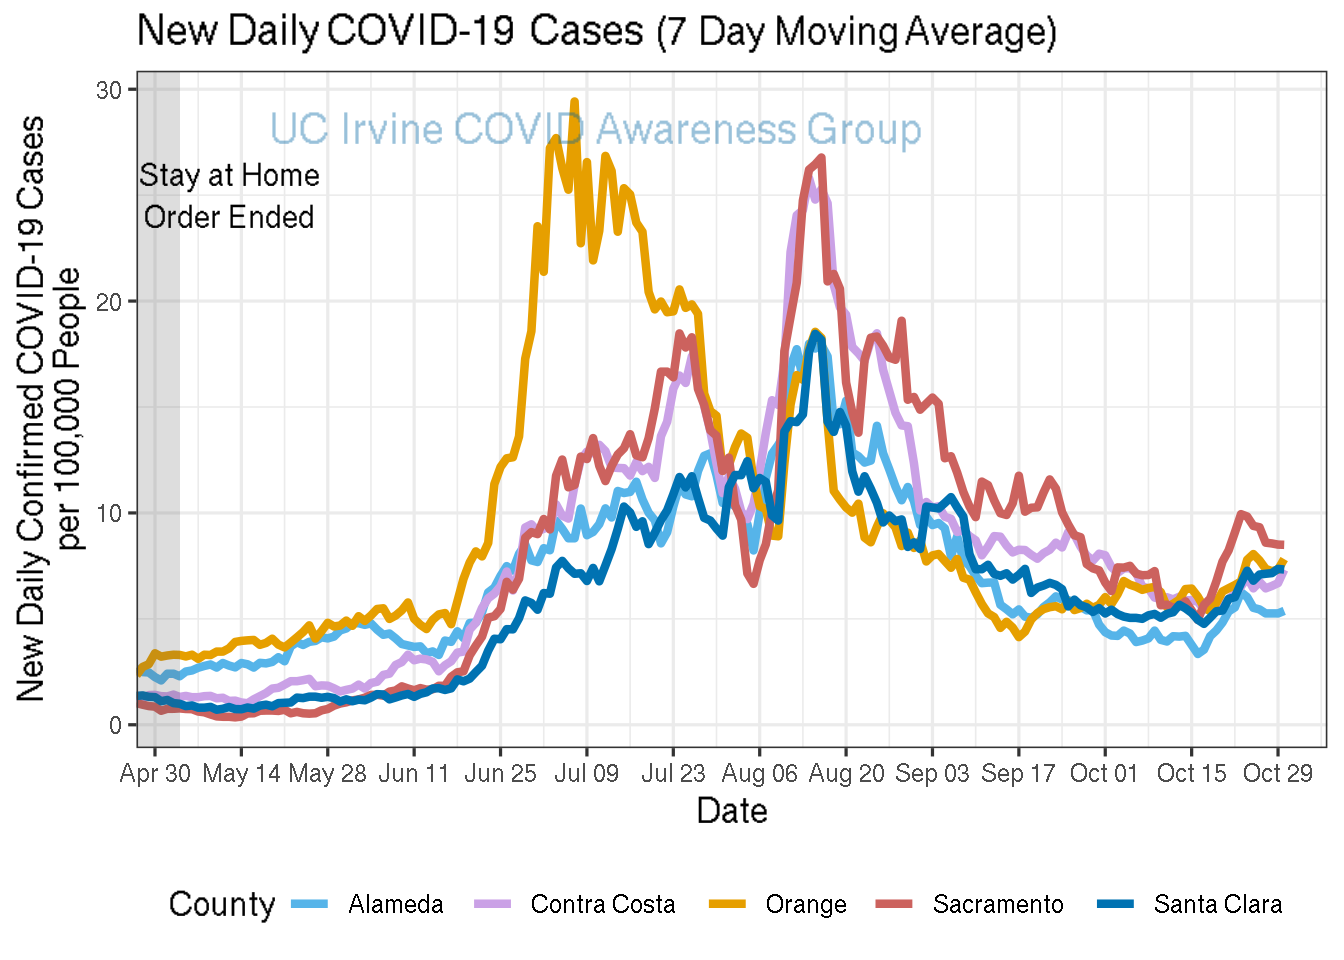 New Daily COVID-19 Cases (7 Day Moving Average)
UC Irvine COVID Awareness Group
Stay at Home
Order Ended
New Daily Confirmed COVID-19 Cases
per 100,000 People
30
20
10
0
Apr 30 May 14 May 28 Jun 11 Jun 25 Jul 09 Jul 23 Aug 06 Aug 20 Sep 03 Sep 17 Oct 01 Oct 15 Oct 29
Date
County Alameda Contra Costa Orange Sacramento Santa Clara